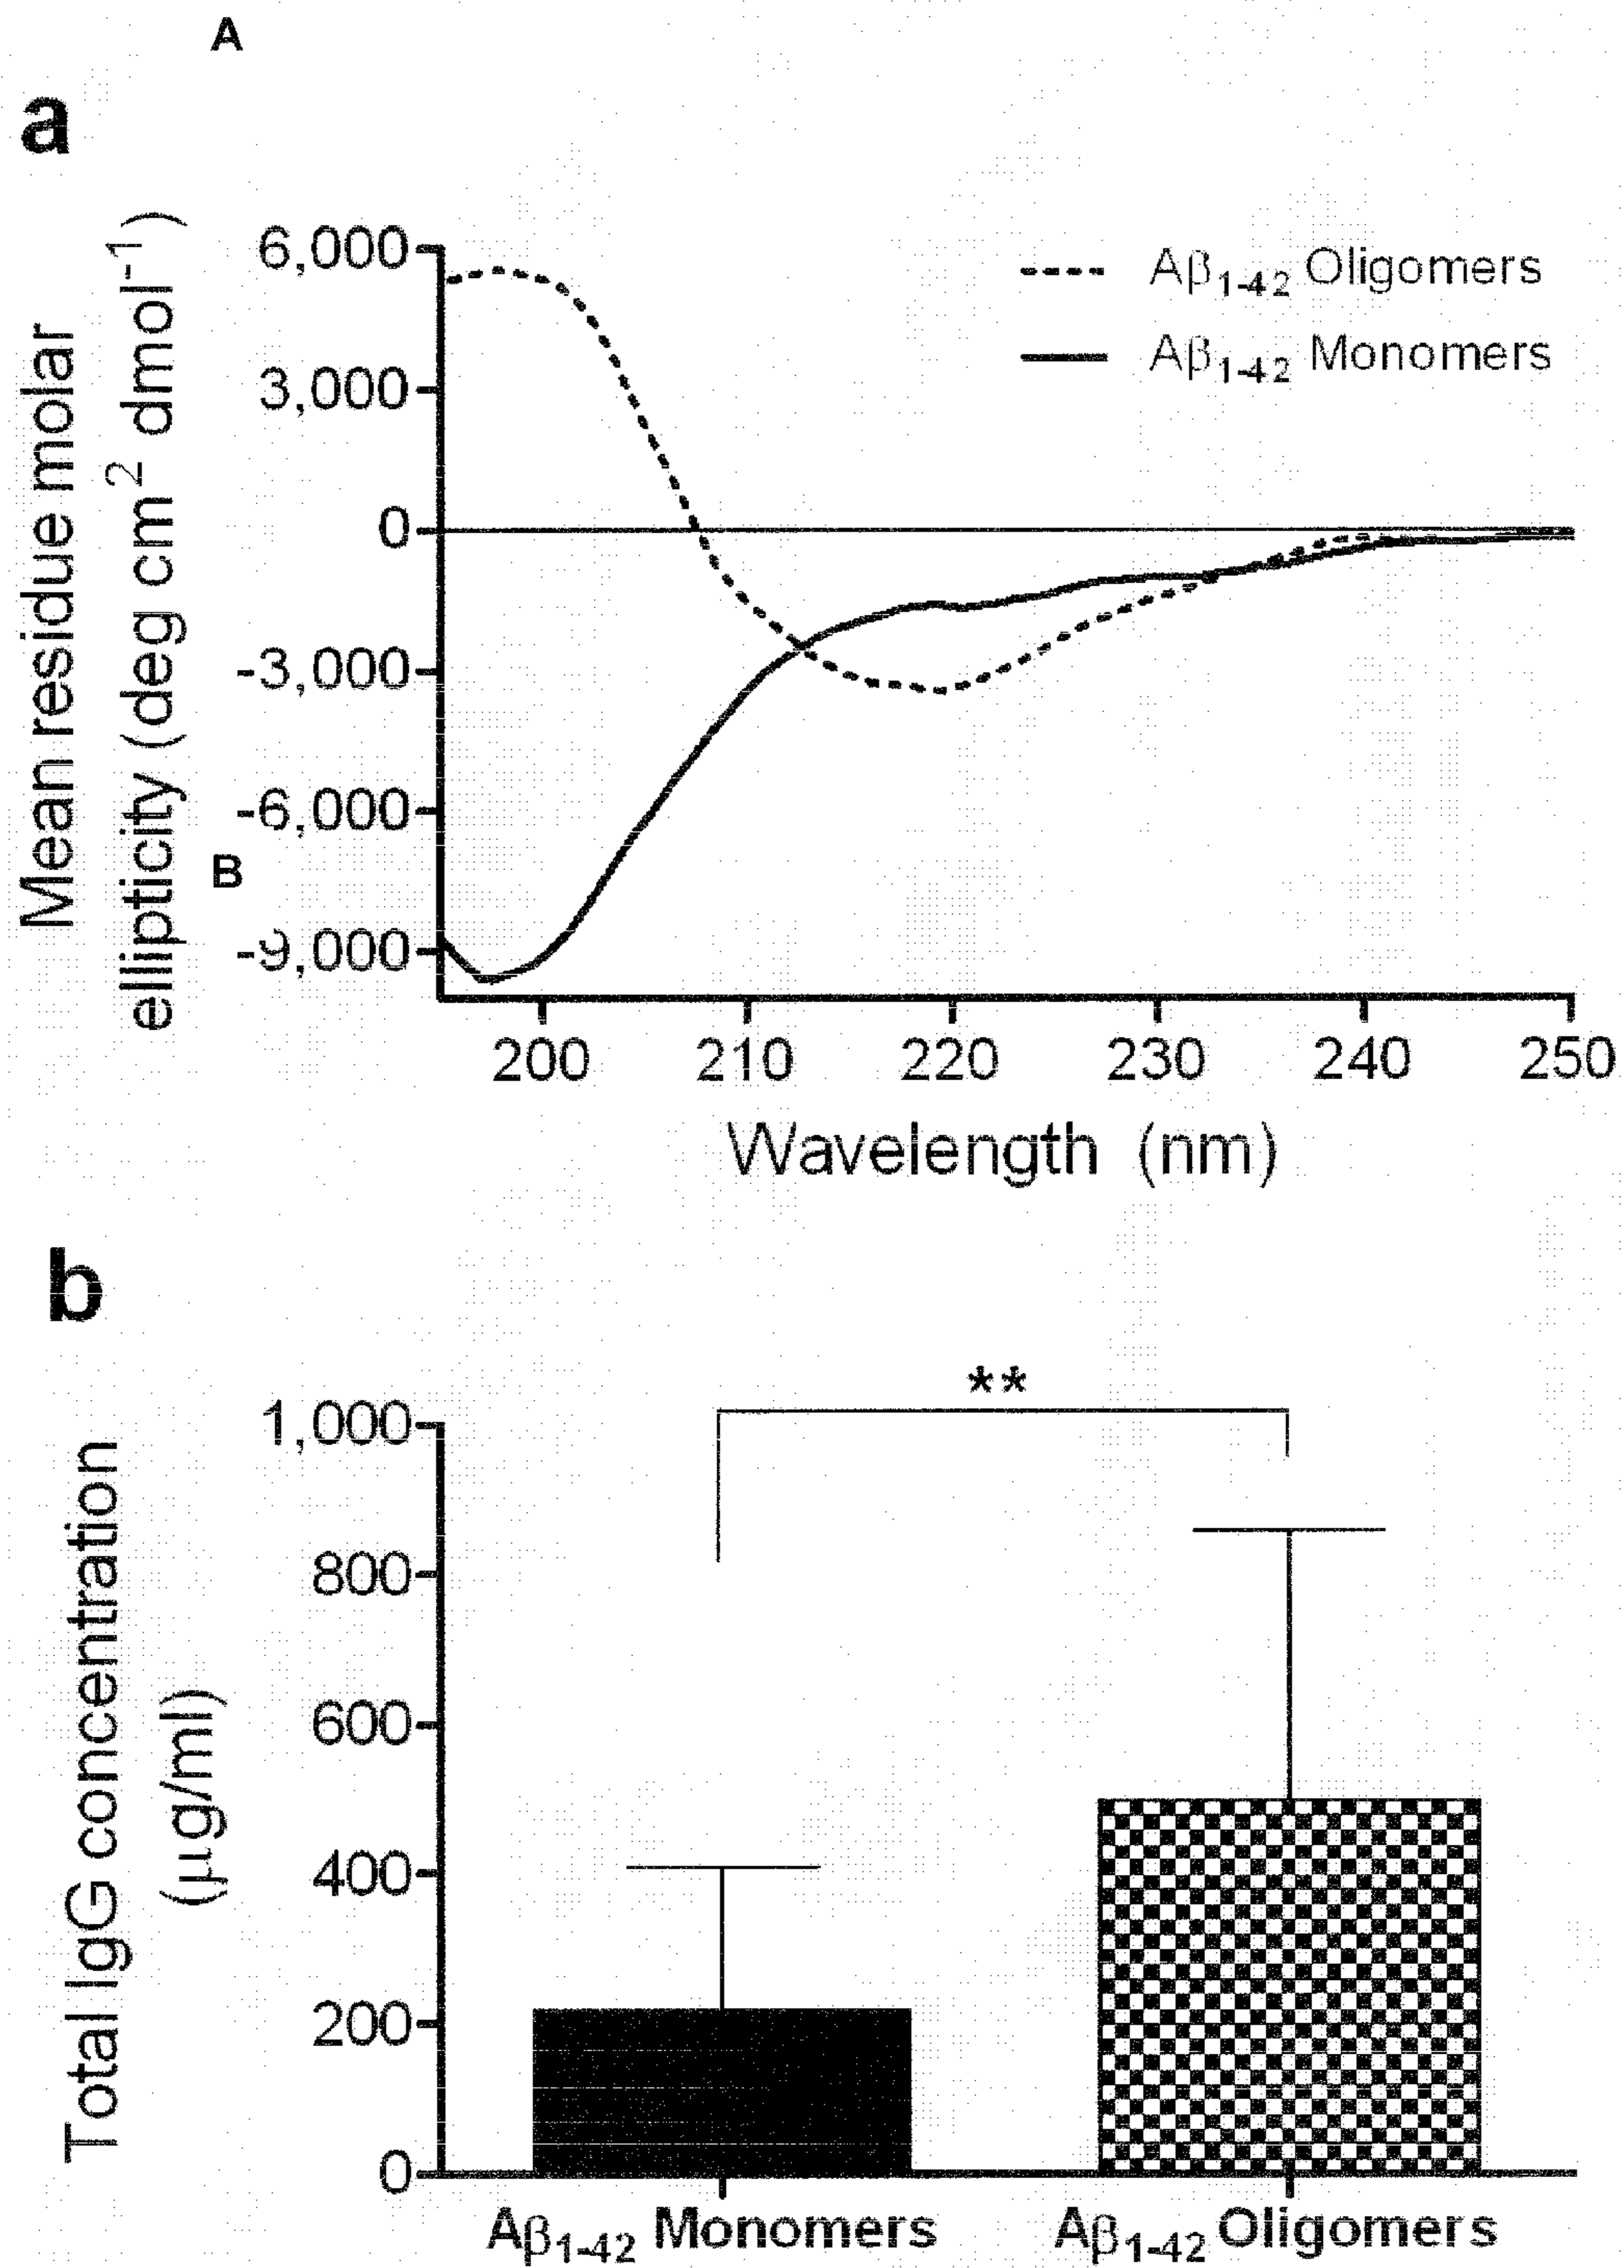 A
a
Mean residue molar
ellipticity (deg cm² dmol⁻¹)
6,000
3,000
0
-3,000
-6,000
-9,000
B
Aβ₁₋₄₂ Oligomers
Aβ₁₋₄₂ Monomers
200 210 220 230 240 250
Wavelength (nm)
b
Total IgG concentration
(μg/ml)
**
1,000
800
600
400
200
0
Aβ₁₋₄₂ Monomers Aβ₁₋₄₂ Oligomers